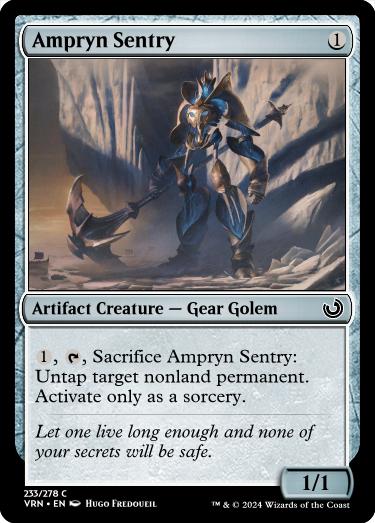 Ampryn Sentry 1
Artifact Creature — Gear Golem
1, , Sacrifice Ampryn Sentry:
Untap target nonland permanent.
Activate only as a sorcery.
Let one live long enough and none of
your secrets will be safe.
1/1
233/278 C
VRN • EN Hugo Fredoueil
™ & © 2024 Wizards of the Coast